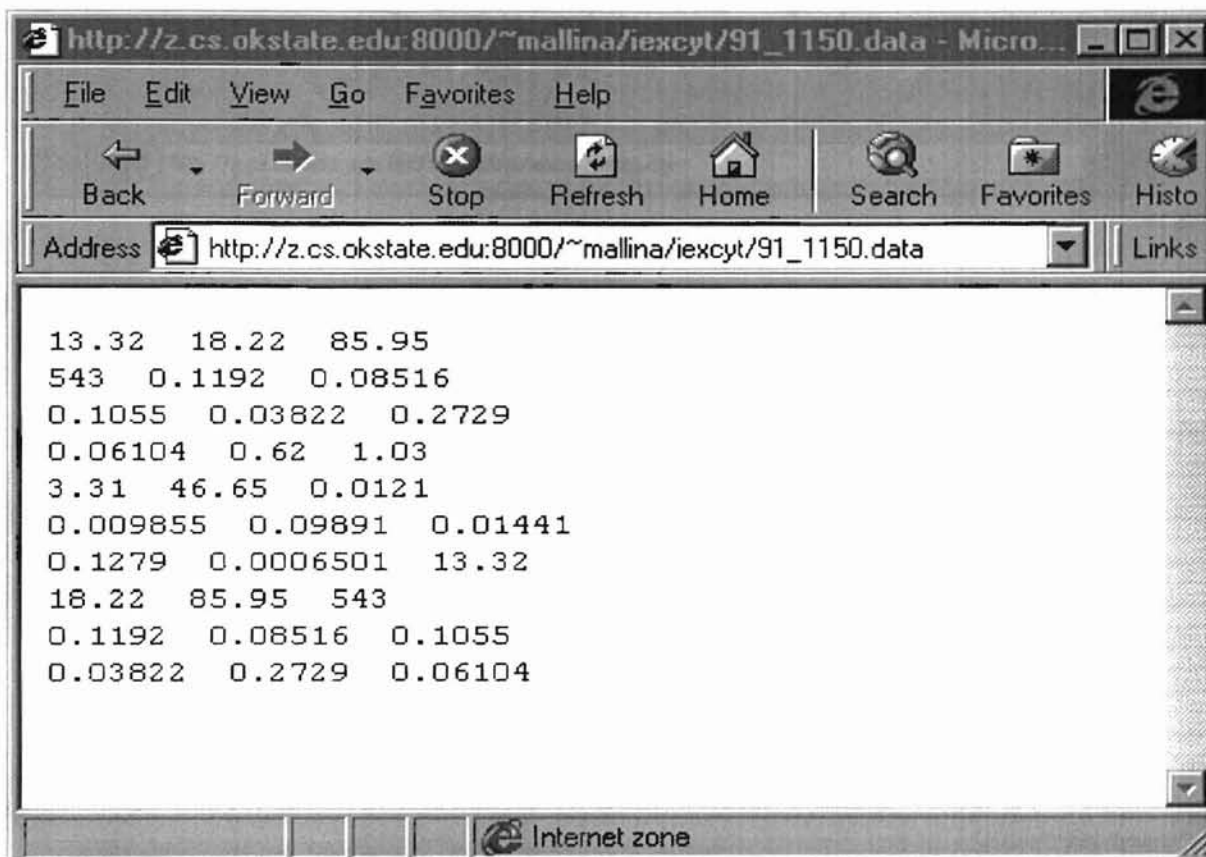 http://z.cs.okstate.edu:8000/~mallina/iexcyt/91_1150.data - Micro...
File Edit View Go Favorites Help
Back Forward Stop Refresh Home Search Favorites Histo
Address http://z.cs.okstate.edu:8000/~mallina/iexcyt/91_1150.data Links
13.32 18.22 85.95
543 0.1192 0.08516
0.1055 0.03822 0.2729
0.06104 0.62 1.03
3.31 46.65 0.0121
0.009855 0.09891 0.01441
0.1279 0.0006501 13.32
18.22 85.95 543
0.1192 0.08516 0.1055
0.03822 0.2729 0.06104
Internet zone